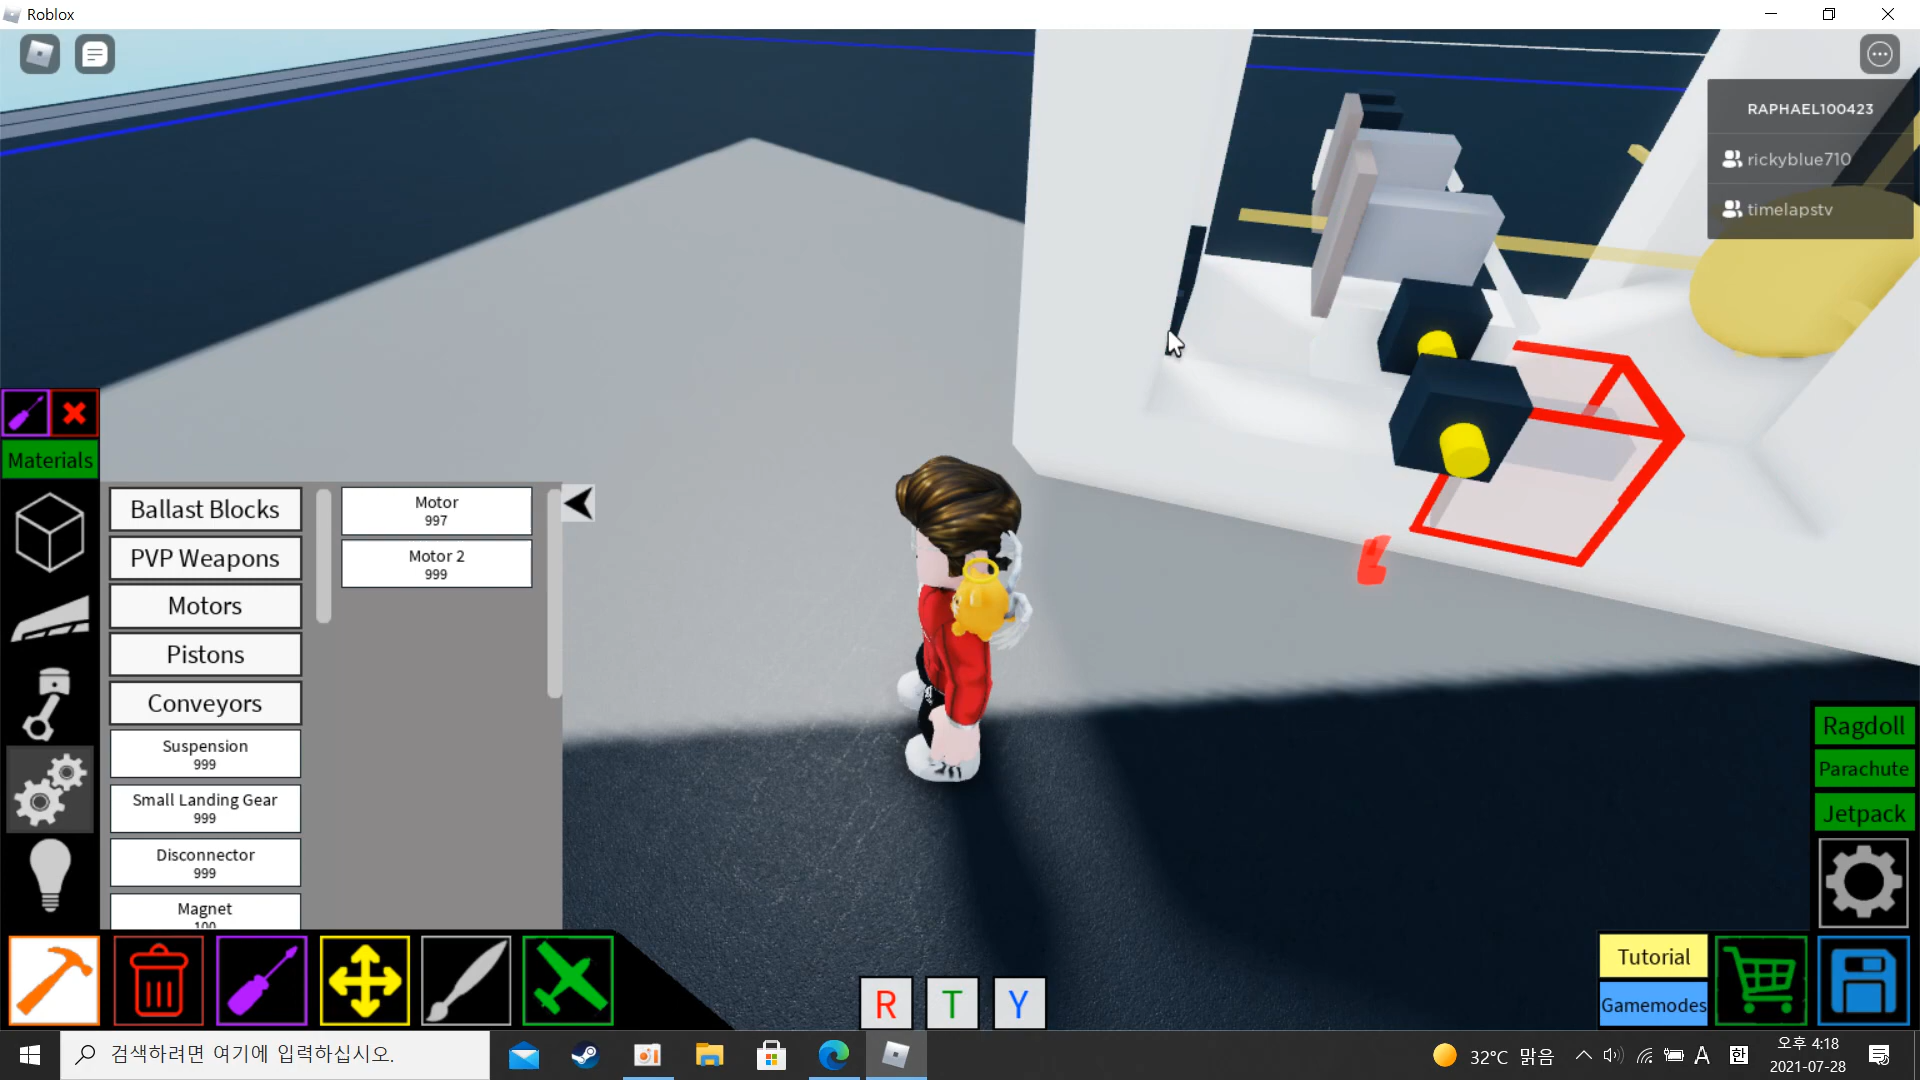 Roblox
RAPHAEL100423
rickyblue710
timelapstv
Materials
Ballast Blocks
PVP Weapons
Motors
Pistons
Conveyors
Suspension
999
Small Landing Gear
999
Disconnector
999
Magnet
100
Motor
997
Motor 2
999
Ragdoll
Parachute
Jetpack
Tutorial
Gamemodes
R T Y
검색하려면 여기에 입력하십시오.
32°C 맑음
A
한
오후 4:18
2021-07-28